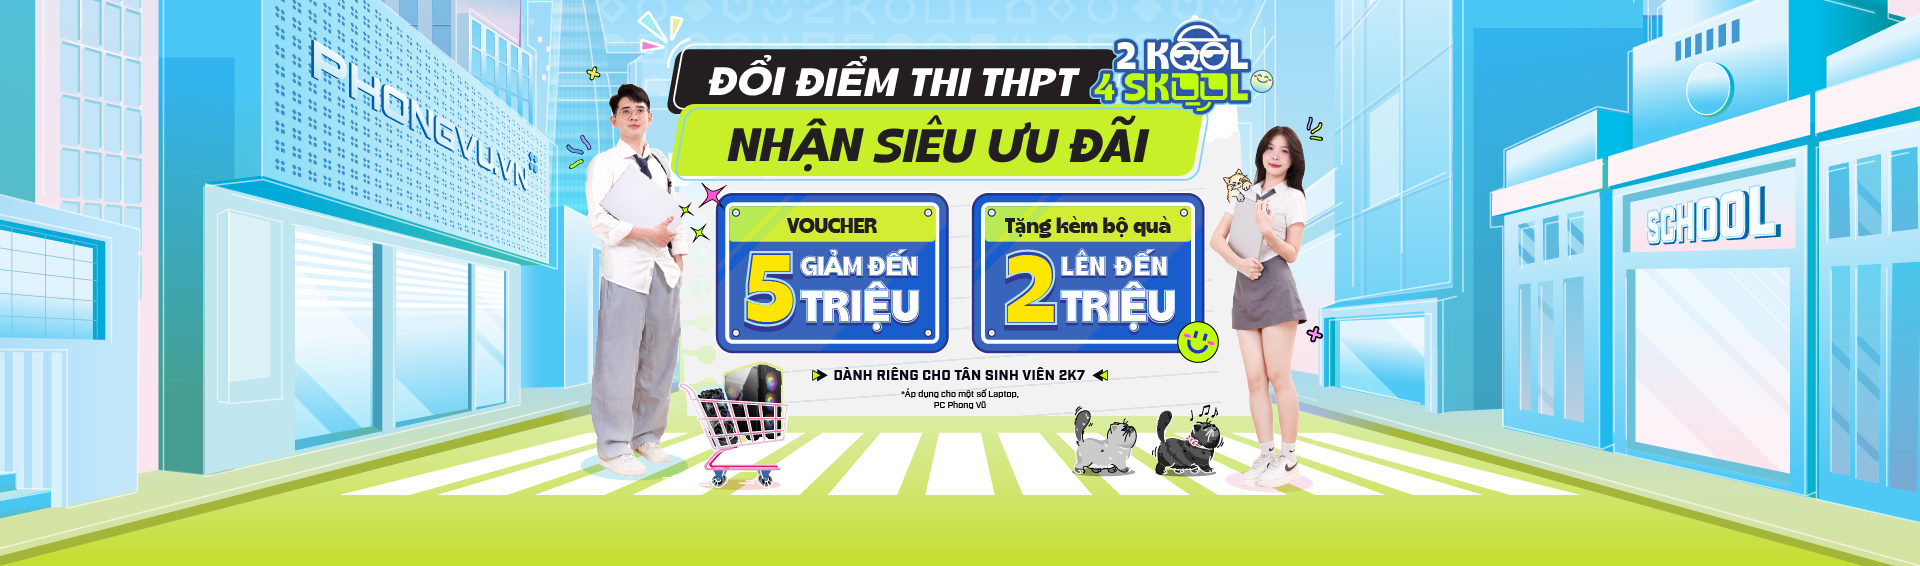 PHONGVU.VN
2 KOOL
4 SKOOL
ĐỔI ĐIỂM THI THPT
NHẬN SIÊU ƯU ĐÃI
VOUCHER
5 GIẢM ĐẾN
TRIỆU
Tặng kèm bộ quà
2 LÊN ĐẾN
TRIỆU
DÀNH RIÊNG CHO TÂN SINH VIÊN 2K7
*Áp dụng cho một số Laptop,
PC Phong Vũ
SCHOOL